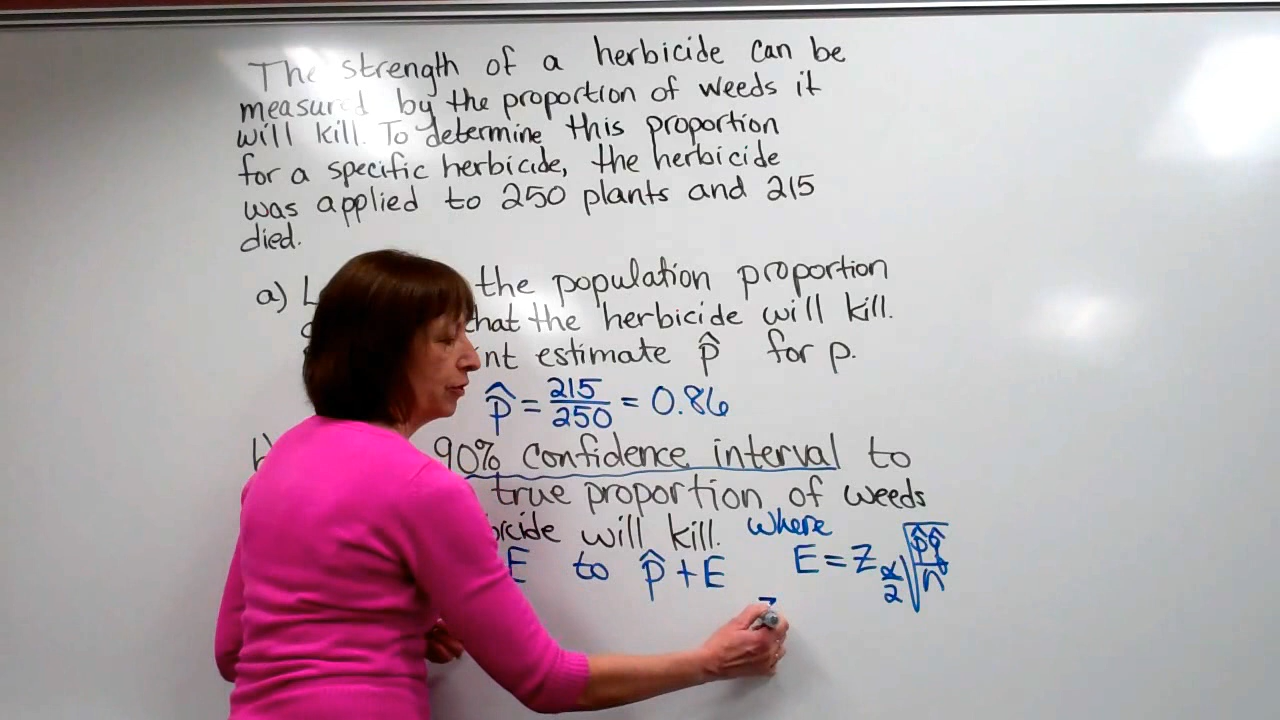 The strength of a herbicide can be
measured by the proportion of weeds it
will kill. To determine this proportion
for a specific herbicide, the herbicide
was applied to 250 plants and 215
died.
a) the population proportion
that the herbicide will kill.
estimate p̂ for p.
p̂ = 215/250 = 0.86
90% confidence interval to
true proportion of weeds
will kill. where
E to p̂ + E E = Z α/2 √(p̂q̂/n)